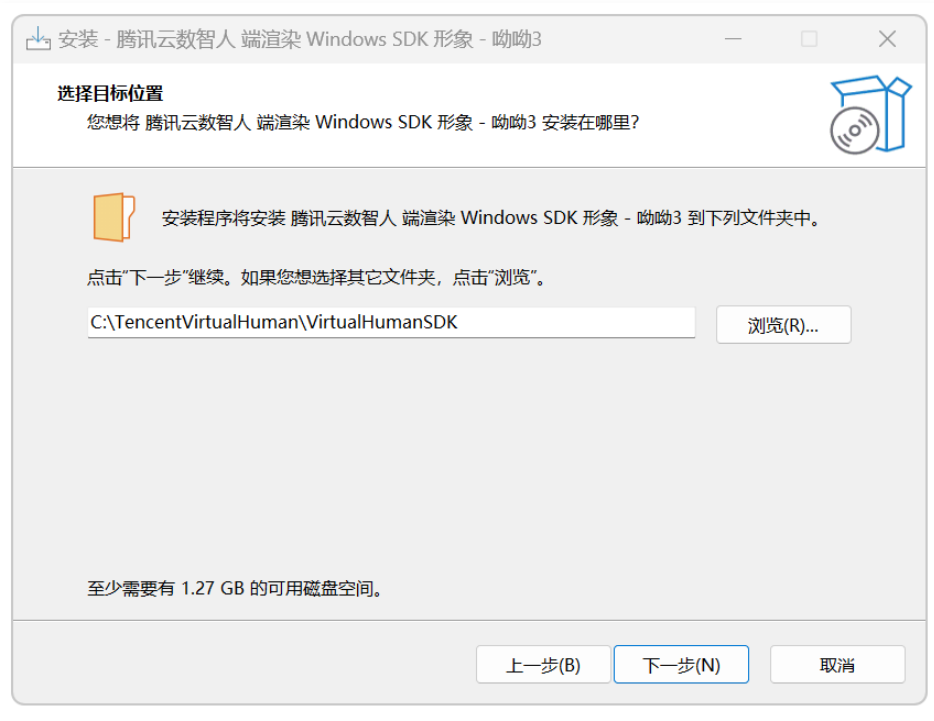 安装 - 腾讯云数智人 端渲染 Windows SDK 形象 - 呦呦3
选择目标位置
您想将 腾讯云数智人 端渲染 Windows SDK 形象 - 呦呦3 安装在哪里?
安装程序将安装 腾讯云数智人 端渲染 Windows SDK 形象 - 呦呦3 到下列文件夹中。
点击“下一步”继续。如果您想选择其它文件夹，点击“浏览”。
C:\TencentVirtualHuman\VirtualHumanSDK
浏览(R)...
至少需要有 1.27 GB 的可用磁盘空间。
上一步(B)
下一步(N)
取消